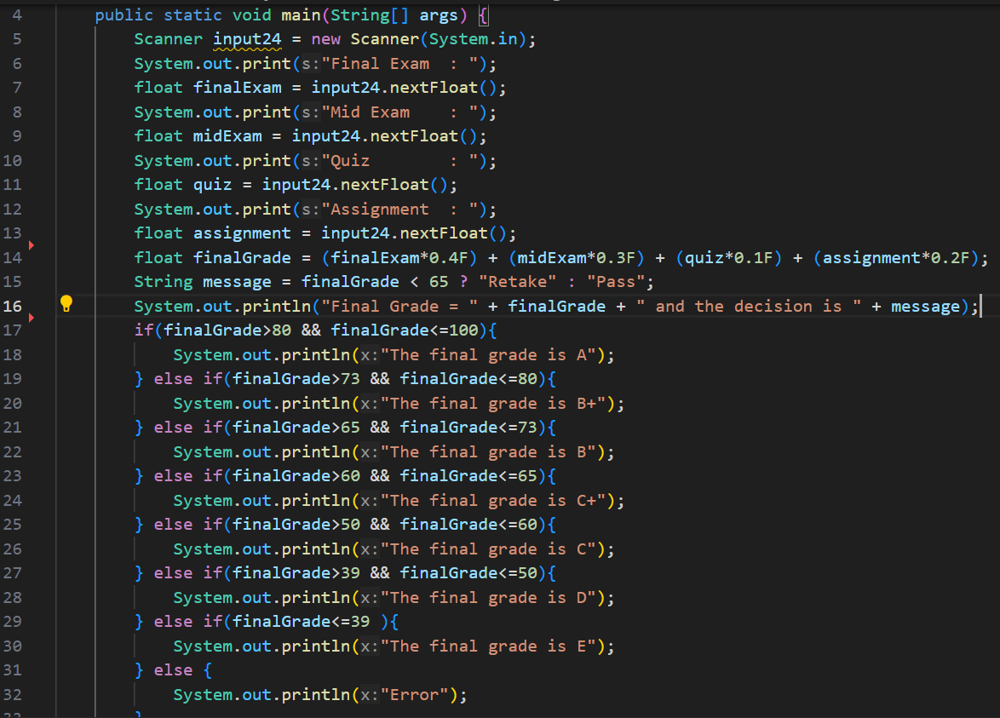 4 public static void main(String[] args) {
5 Scanner input24 = new Scanner(System.in);
6 System.out.print(s:"Final Exam  : ");
7 float finalExam = input24.nextFloat();
8 System.out.print(s:"Mid Exam    : ");
9 float midExam = input24.nextFloat();
10 System.out.print(s:"Quiz        : ");
11 float quiz = input24.nextFloat();
12 System.out.print(s:"Assignment  : ");
13 float assignment = input24.nextFloat();
14 float finalGrade = (finalExam*0.4F) + (midExam*0.3F) + (quiz*0.1F) + (assignment*0.2F);
15 String message = finalGrade < 65 ? "Retake" : "Pass";
16 System.out.println("Final Grade = " + finalGrade + " and the decision is " + message);
17 if(finalGrade>80 && finalGrade<=100){
18 System.out.println(x:"The final grade is A");
19 } else if(finalGrade>73 && finalGrade<=80){
20 System.out.println(x:"The final grade is B+");
21 } else if(finalGrade>65 && finalGrade<=73){
22 System.out.println(x:"The final grade is B");
23 } else if(finalGrade>60 && finalGrade<=65){
24 System.out.println(x:"The final grade is C+");
25 } else if(finalGrade>50 && finalGrade<=60){
26 System.out.println(x:"The final grade is C");
27 } else if(finalGrade>39 && finalGrade<=50){
28 System.out.println(x:"The final grade is D");
29 } else if(finalGrade<=39 ){
30 System.out.println(x:"The final grade is E");
31 } else {
32 System.out.println(x:"Error");